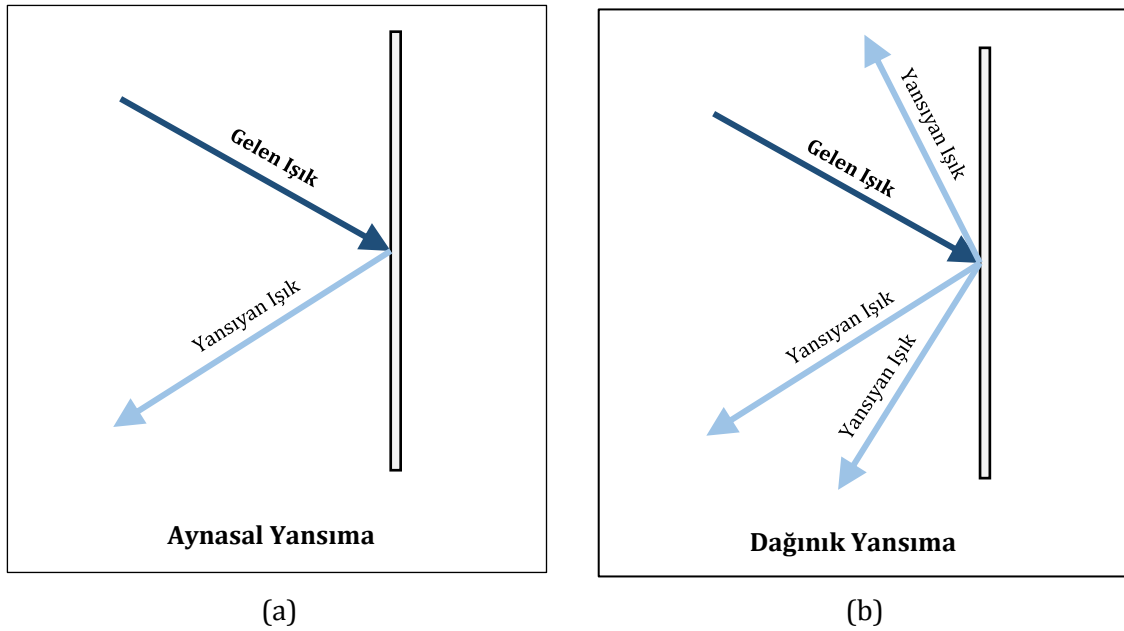 Gelen Işık
Yansıyan Işık
Aynasal Yansıma
(a)
Yansıyan Işık
Gelen Işık
Yansıyan Işık
Yansıyan Işık
Dağınık Yansıma
(b)